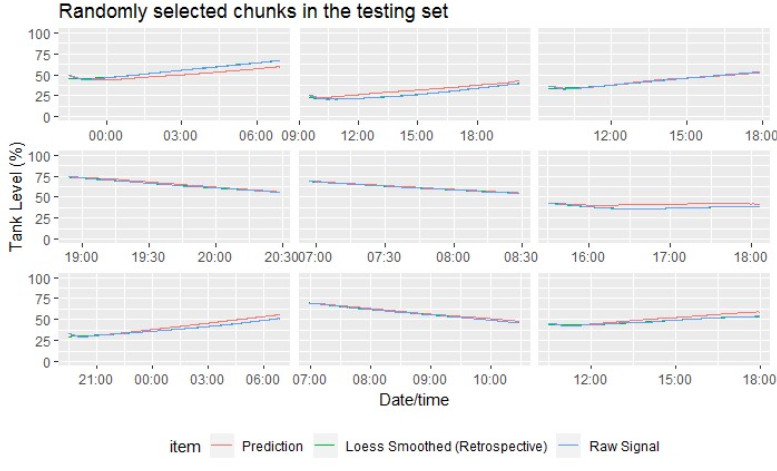 Randomly selected chunks in the testing set
100
75
50
25
0
00:00 03:00 06:00 09:00 12:00 15:00 18:00 12:00 15:00 18:00
100
75
50
25
0
19:00 19:30 20:00 20:30 07:00 07:30 08:00 08:30 16:00 17:00 18:00
100
75
50
25
0
21:00 00:00 03:00 06:00 07:00 08:00 09:00 10:00 12:00 15:00 18:00
Tank Level (%)
Date/time
item Prediction Loess Smoothed (Retrospective) Raw Signal